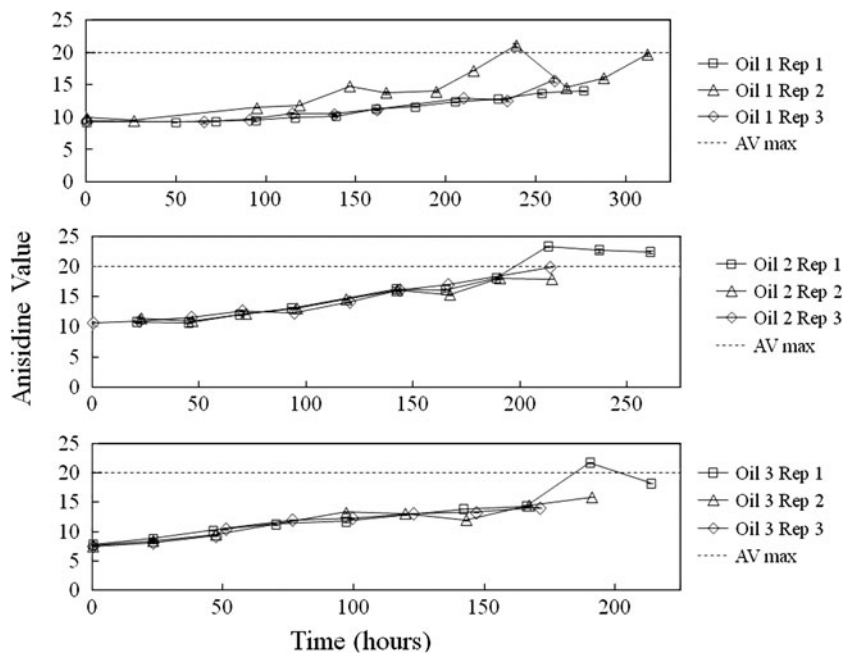 25
20
15
10
5
0
0 50 100 150 200 250 300
Oil 1 Rep 1
Oil 1 Rep 2
Oil 1 Rep 3
AV max
Anisidine Value
25
20
15
10
5
0
0 50 100 150 200 250
Oil 2 Rep 1
Oil 2 Rep 2
Oil 2 Rep 3
AV max
25
20
15
10
5
0
0 50 100 150 200
Oil 3 Rep 1
Oil 3 Rep 2
Oil 3 Rep 3
AV max
Time (hours)